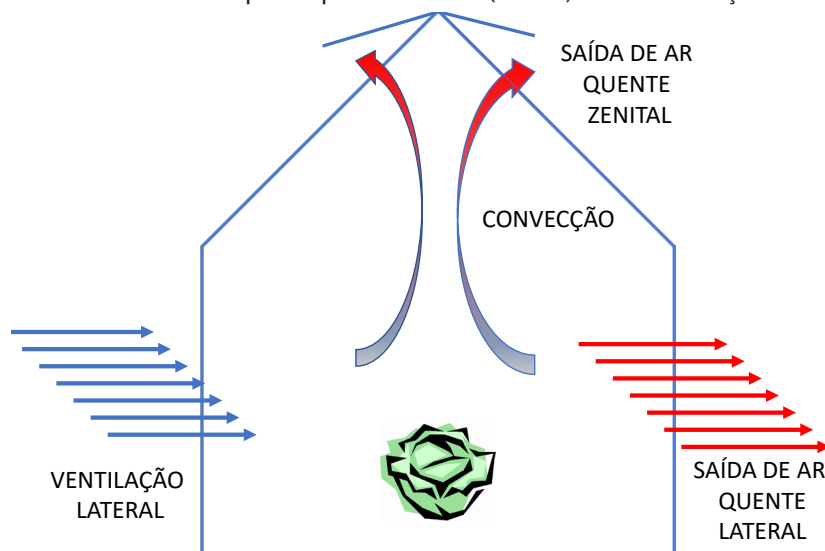 SAÍDA DE AR
QUENTE
ZENITAL
CONVECÇÃO
VENTILAÇÃO
LATERAL
SAÍDA DE AR
QUENTE
LATERAL